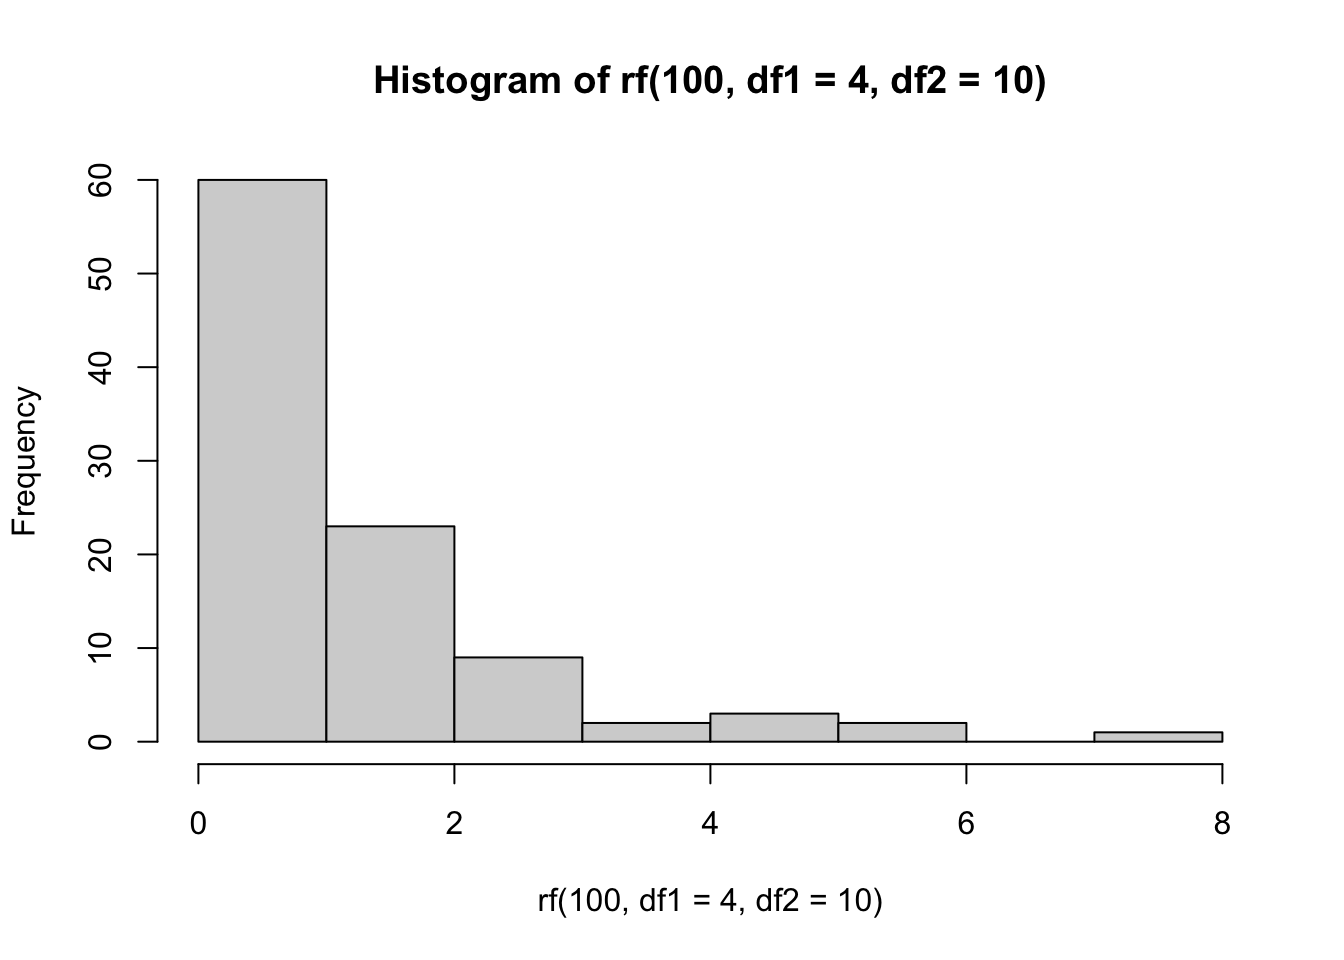 Histogram of rf(100, df1 = 4, df2 = 10)
Frequency
60
50
40
30
20
10
0
0 2 4 6 8
rf(100, df1 = 4, df2 = 10)